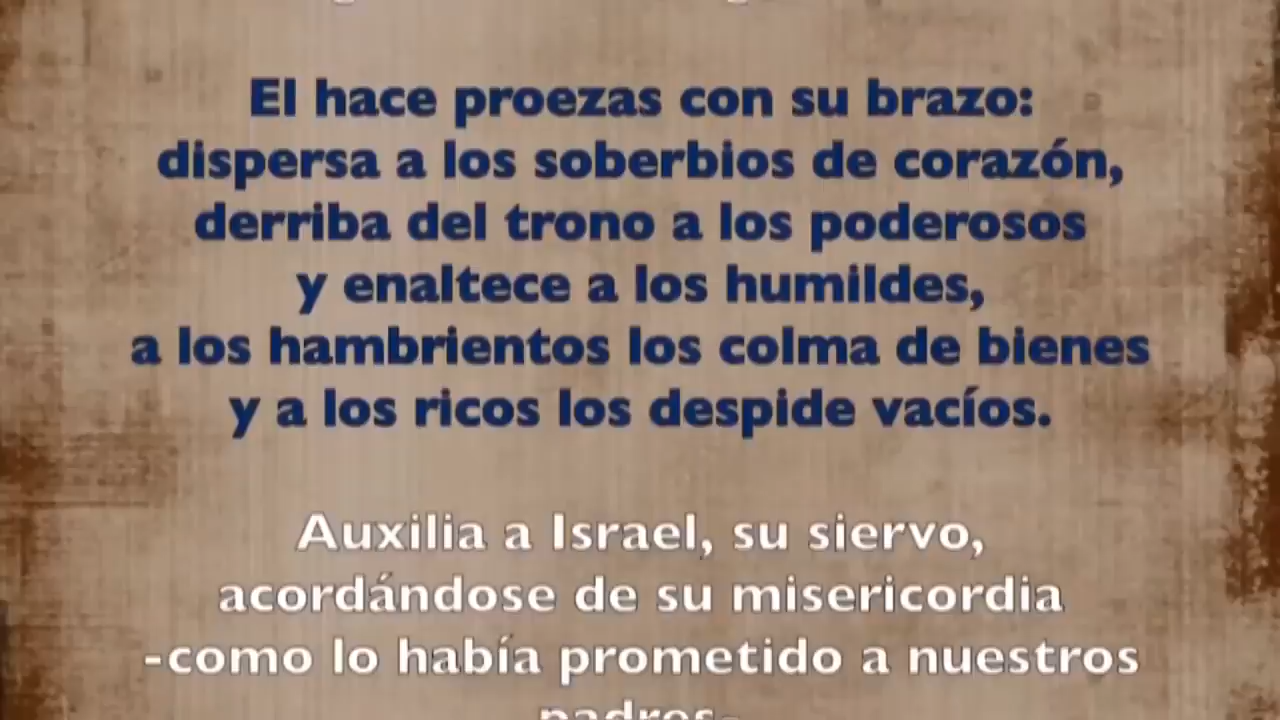 El hace proezas con su brazo:
dispersa a los soberbios de corazón,
derriba del trono a los poderosos
y enaltece a los humildes,
a los hambrientos los colma de bienes
y a los ricos los despide vacíos.
Auxilia a Israel, su siervo,
acordándose de su misericordia
-como lo había prometido a nuestros
padres-